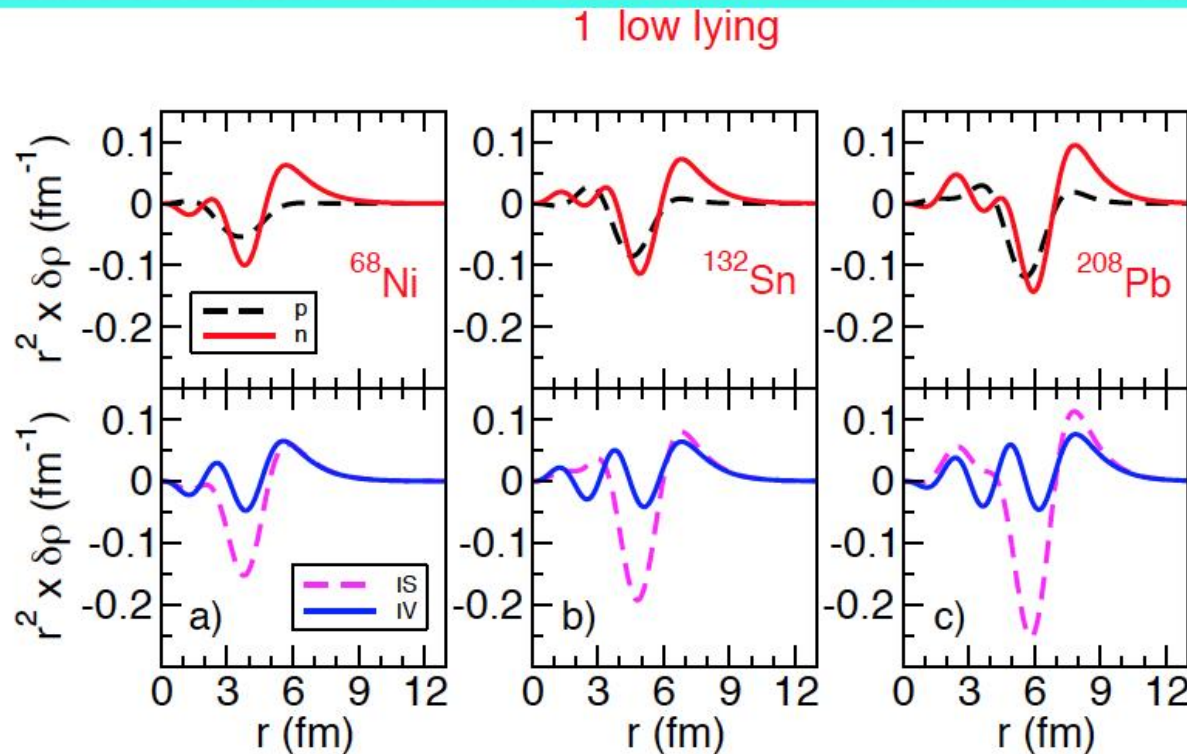 1 low lying
r² x δρ (fm⁻¹)
0.1
0
-0.1
-0.2
p
n
⁶⁸Ni
0.1
0
-0.1
-0.2
¹³²Sn
0.1
0
-0.1
-0.2
²⁰⁸Pb
r² x δρ (fm⁻¹)
0.1
0
-0.1
-0.2
a)
IS
IV
0.1
0
-0.1
-0.2
b)
0.1
0
-0.1
-0.2
c)
0 3 6 9 12
0 3 6 9 12
0 3 6 9 12
r (fm)
r (fm)
r (fm)